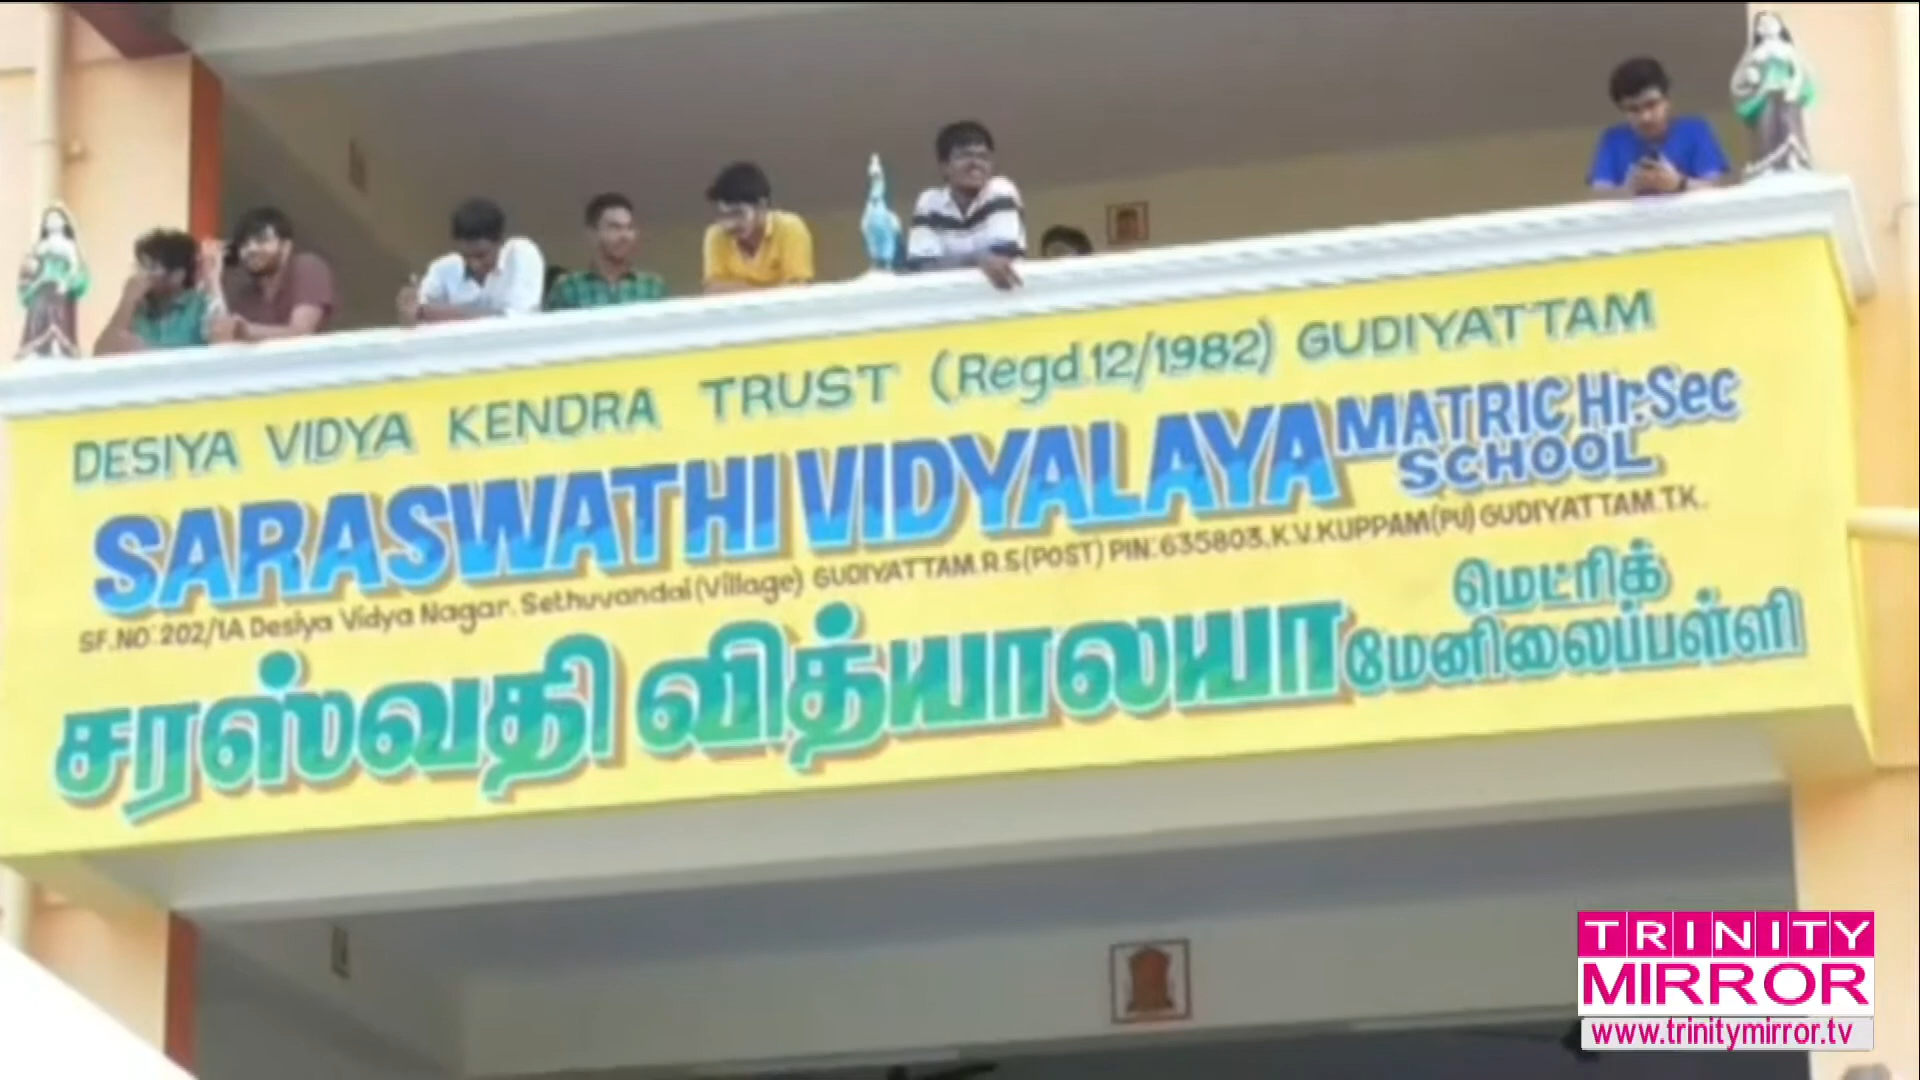 DESIYA VIDYA KENDRA TRUST (Regd.12/1982) GUDIYATTAM
SARASWATHI VIDYALAYA MATRIC Hr.Sec
SCHOOL
SF.NO:202/1A Desiya Vidya Nagar. Sethuvandai (Village) GUDIYATTAM.R.S(POST) PIN:635803.K.V.KUPPAM(PU) GUDIYATTAM.T.K.
சரஸ்வதி வித்யாலயா மெட்ரிக்
மேனிலைப்பள்ளி
TRINITY
MIRROR
www.trinitymirror.tv